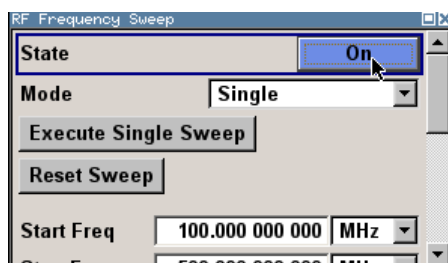 RF Frequency Sweep
State On
Mode Single
Execute Single Sweep
Reset Sweep
Start Freq 100.000 000 000 MHz